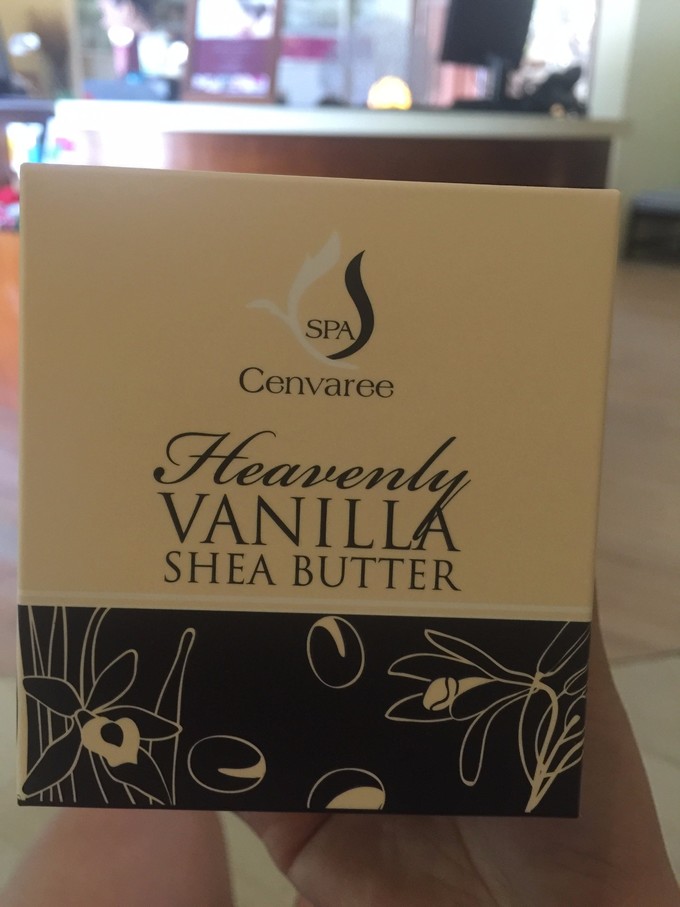 SPA
Cenvaree
Heavenly
VANILLA
SHEA BUTTER